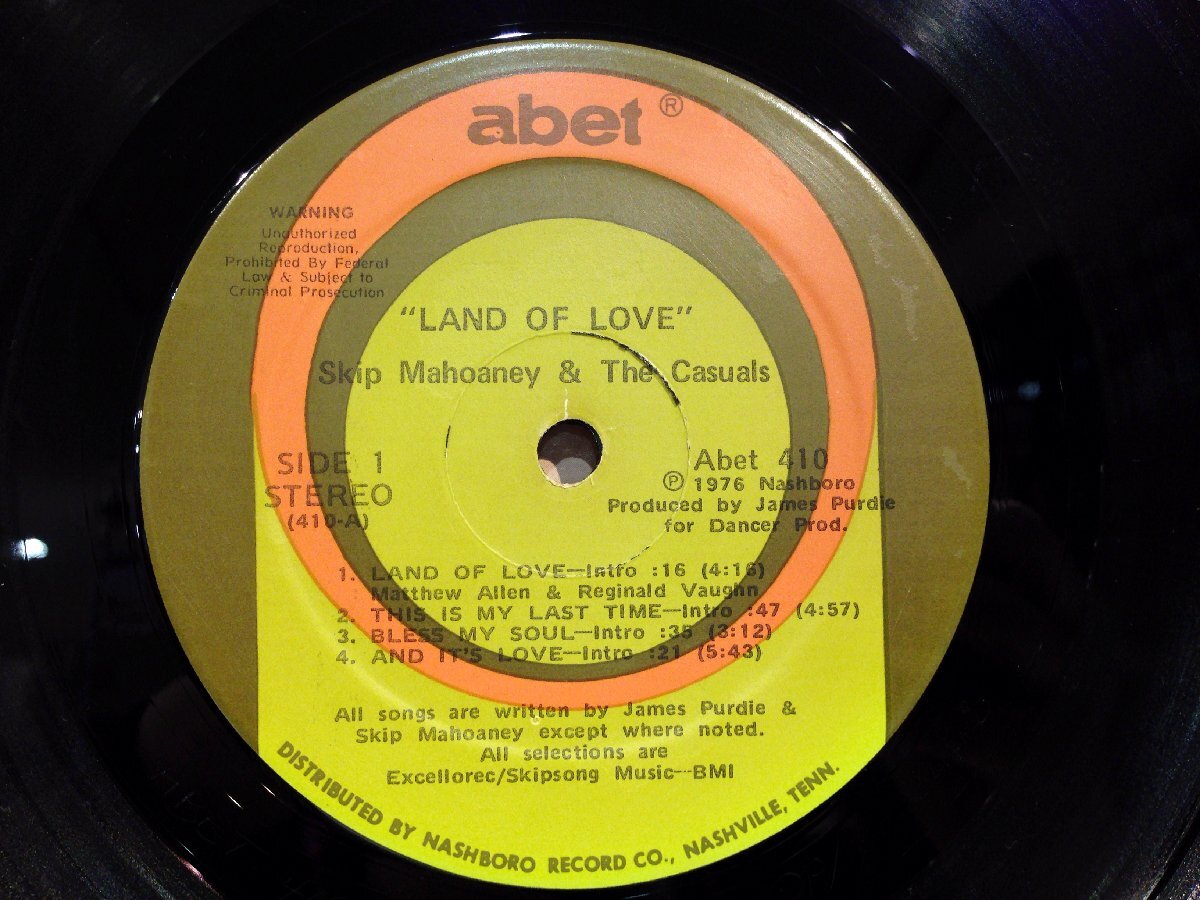 abet®
WARNING
Unauthorized
Reproduction,
Prohibited By Federal
Law & Subject to
Criminal Prosecution
"LAND OF LOVE"
Skip Mahoaney & The Casuals
SIDE 1
STEREO
(410-A)
Abet 410
℗ 1976 Nashboro
Produced by James Purdie
for Dancer Prod.
1. LAND OF LOVE—Intro :16 (4:16)
Matthew Allen & Reginald Vaughn
2. THIS IS MY LAST TIME—Intro :47 (4:57)
3. BLESS MY SOUL—Intro :35 (3:12)
4. AND IT'S LOVE—Intro :21 (5:43)
All songs are written by James Purdie &
Skip Mahoaney except where noted.
All selections are
Excellorec/Skipsong Music--BMI
DISTRIBUTED BY NASHBORO RECORD CO., NASHVILLE, TENN.